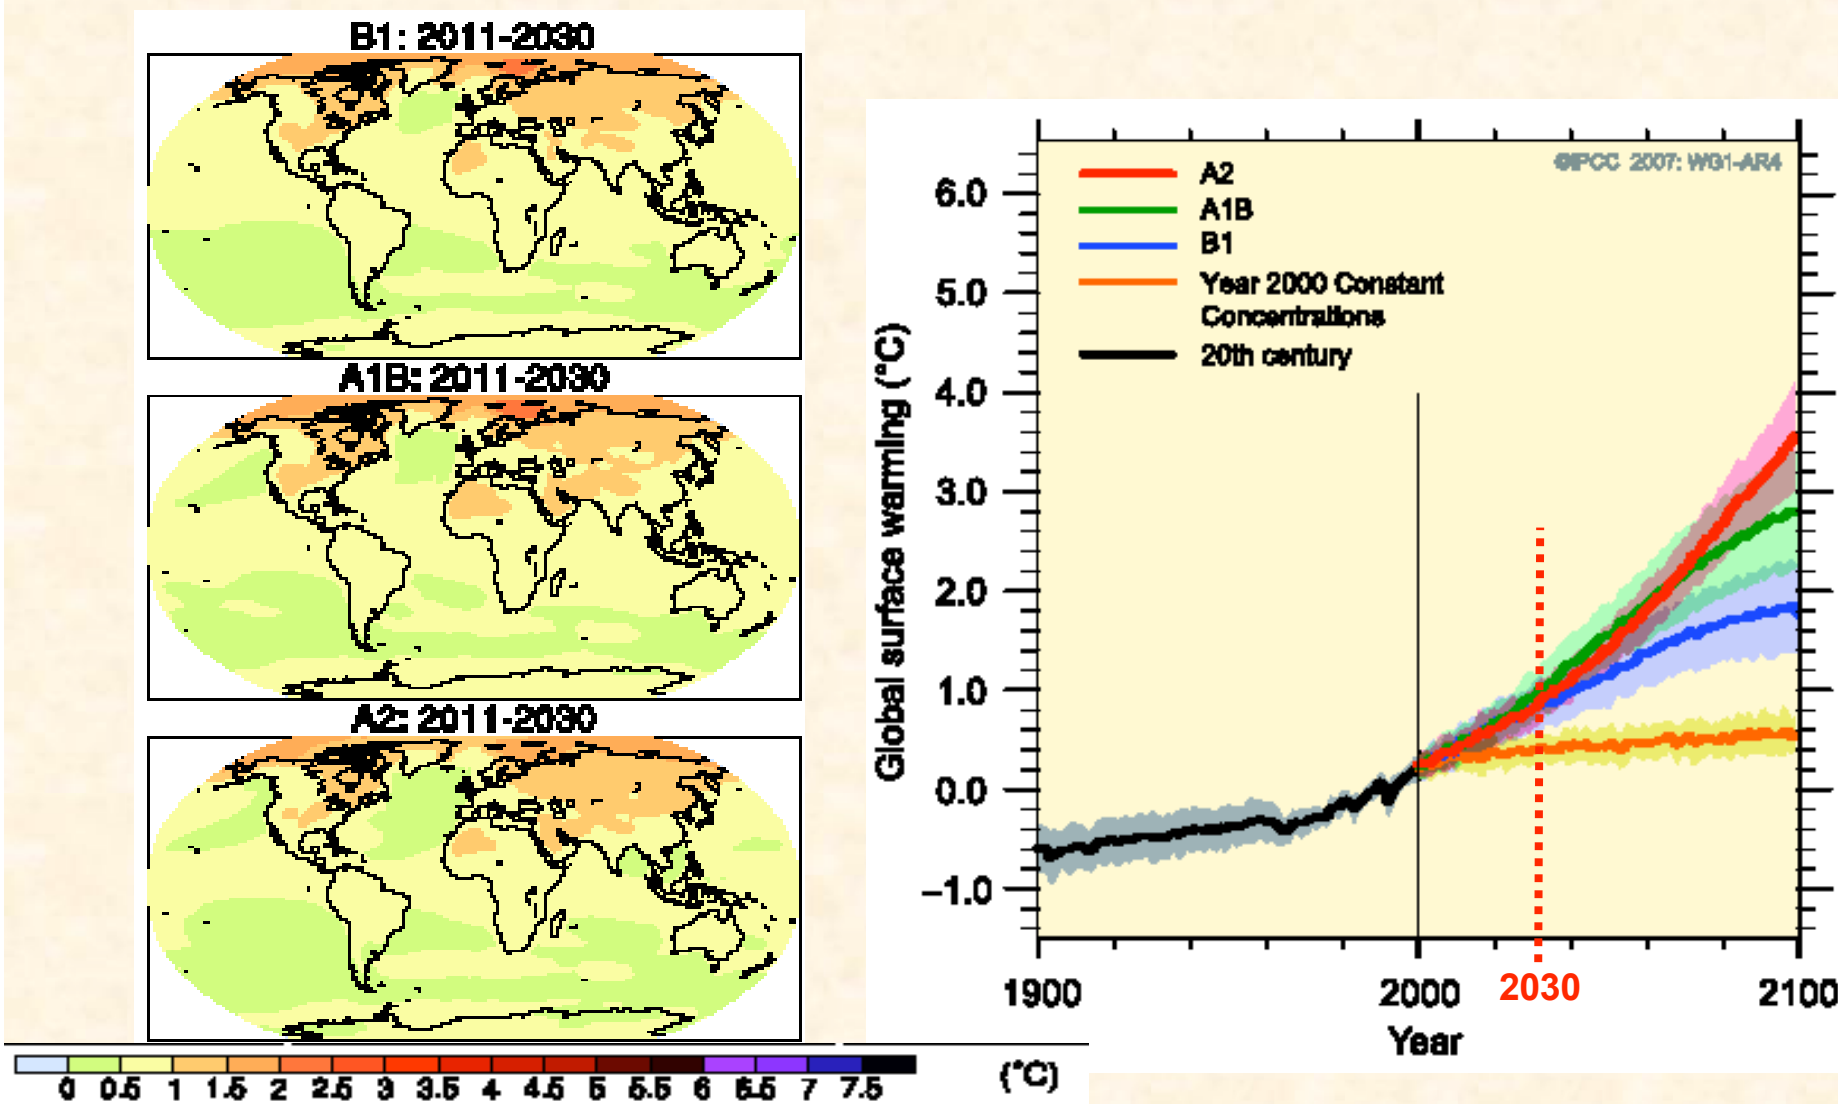 B1: 2011-2030
A1B: 2011-2030
A2: 2011-2030
0 0.5 1 1.5 2 2.5 3 3.5 4 4.5 5 5.5 6 6.5 7 7.5
(°C)
©IPCC 2007: WG1-AR4
A2
A1B
B1
Year 2000 Constant
Concentrations
20th century
Global surface warming (°C)
6.0
5.0
4.0
3.0
2.0
1.0
0.0
−1.0
1900 2000 2030 2100
Year